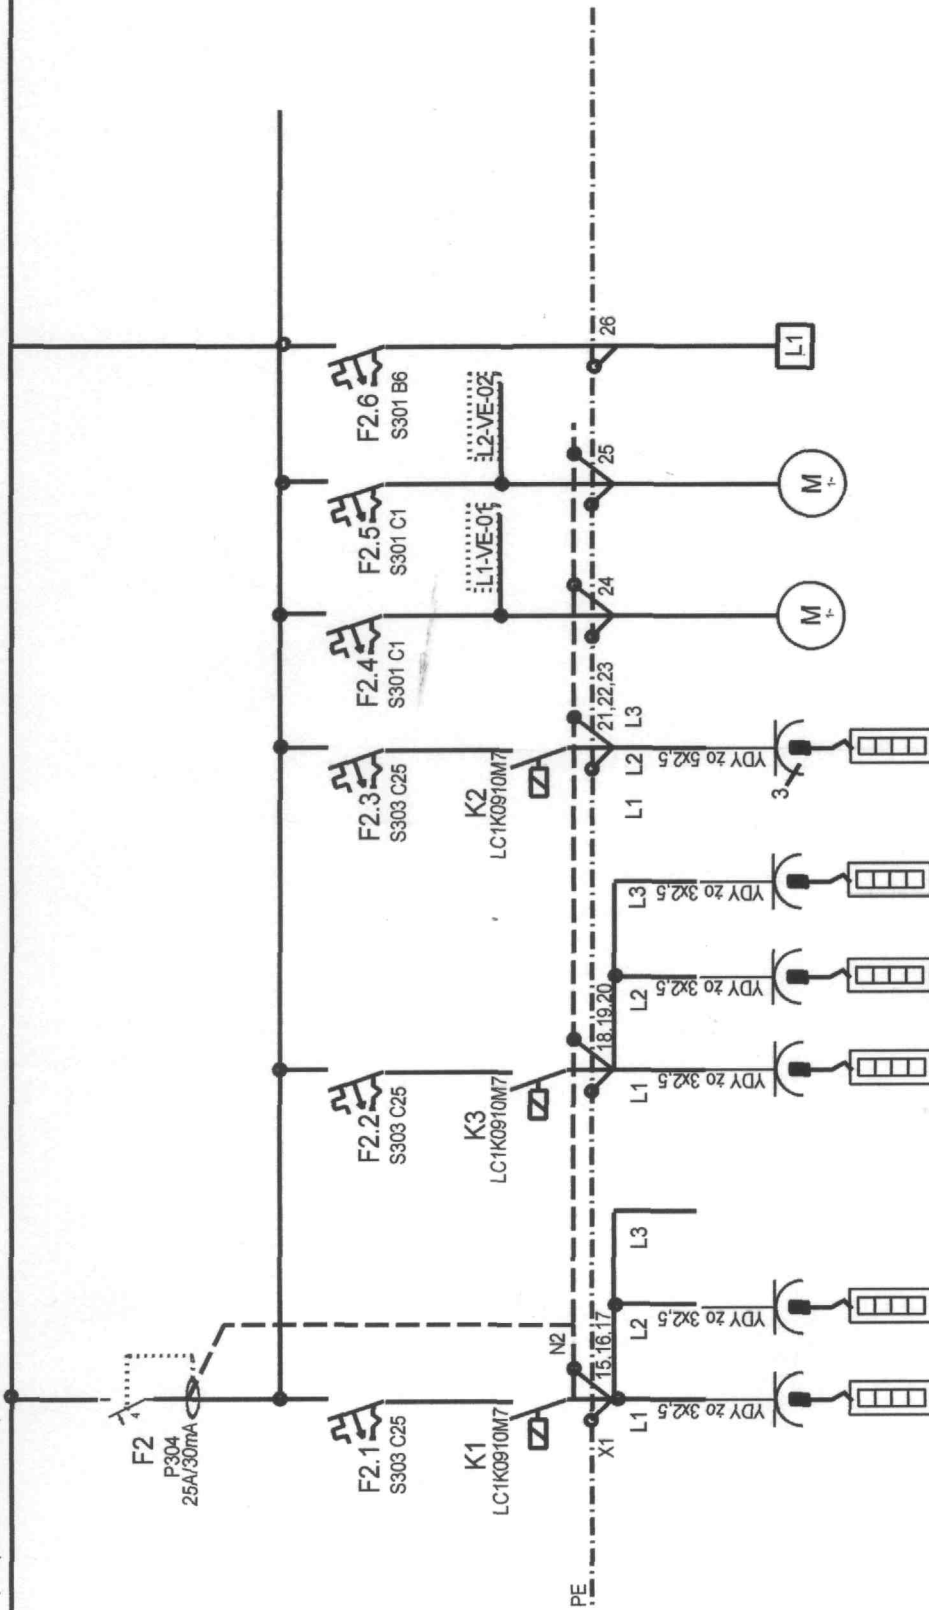 F2
P304
25A/30mA
4
F2.1
S303 C25
F2.2
S303 C25
F2.3
S303 C25
F2.4
S301 C1
F2.5
S301 C1
F2.6
S301 B6
K1
LC1K0910M7
K3
LC1K0910M7
K2
LC1K0910M7
L1-VE-01
L2-VE-02
N2
PE
X1
15,16,17
18,19,20
21,22,23
24
25
26
L1
L2
L3
L1
L2
L3
L1
L2
L3
YDY żo 3x2,5
YDY żo 3x2,5
YDY żo 3x2,5
YDY żo 3x2,5
YDY żo 3x2,5
YDY żo 5x2,5
3
M
1~
M
1~
L1